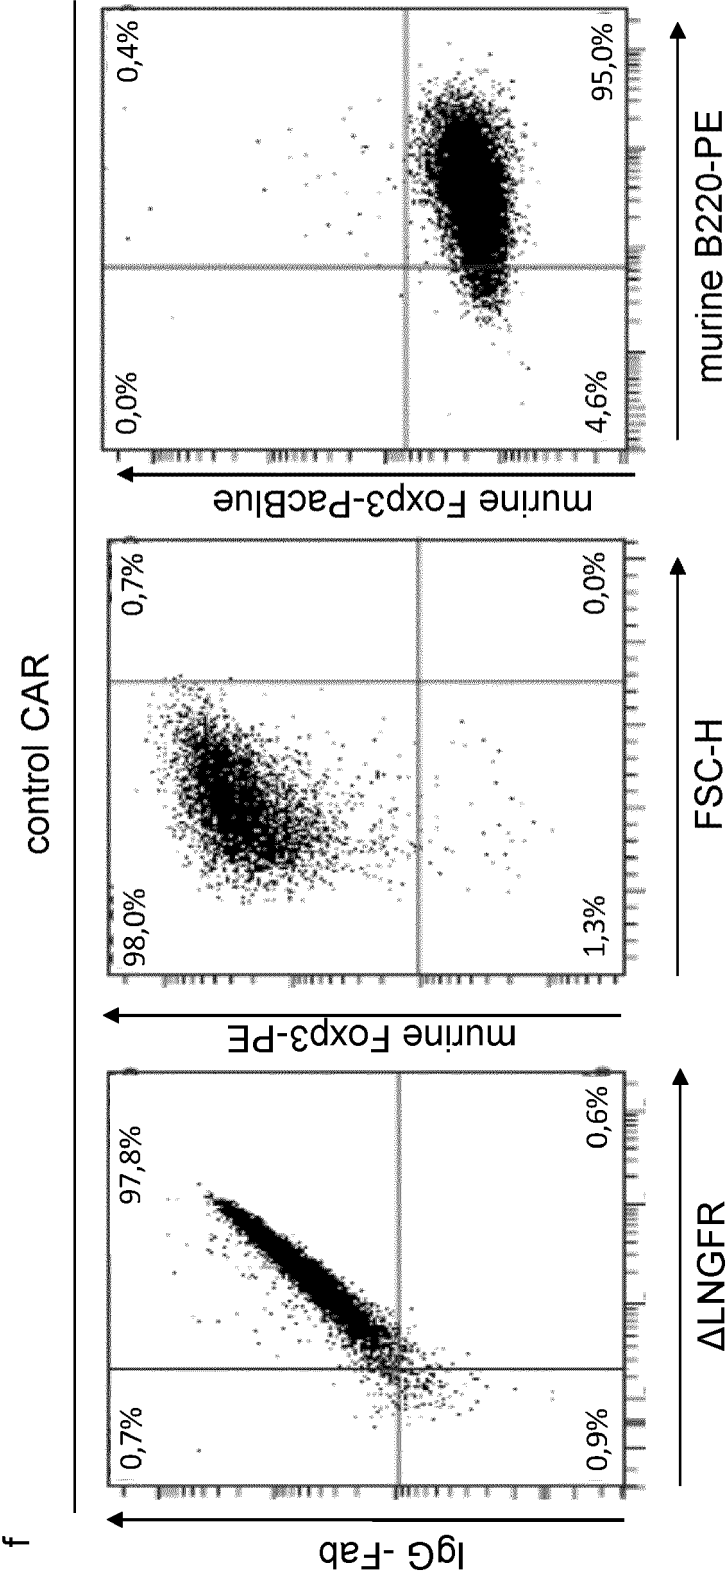 f
control CAR
0,7%
97,8%
0,9%
0,6%
IgG -Fab
ΔLNGFR
98,0%
0,7%
1,3%
0,0%
murine Foxp3-PE
FSC-H
0,0%
0,4%
4,6%
95,0%
murine Foxp3-PacBlue
murine B220-PE